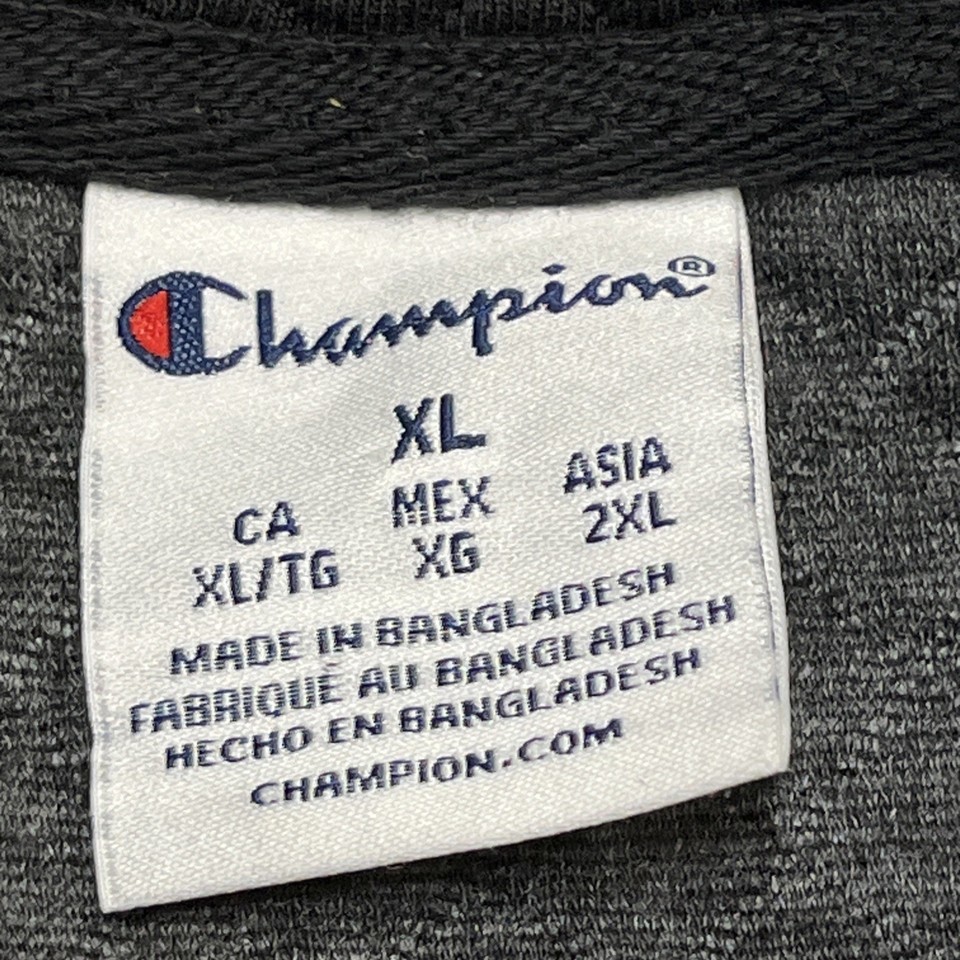 Champion®
XL
CA MEX ASIA
XL/TG XG 2XL
MADE IN BANGLADESH
FABRIQUÉ AU BANGLADESH
HECHO EN BANGLADESH
CHAMPION.COM